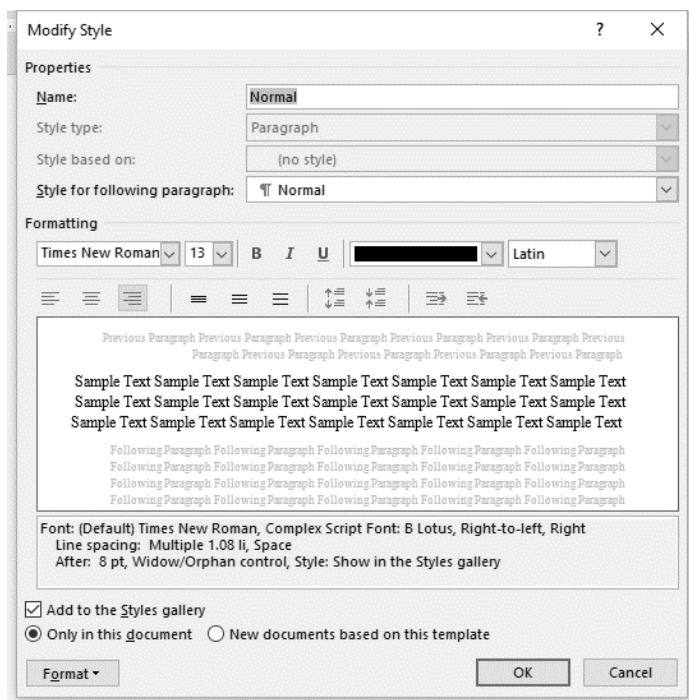 Modify Style ? ×
Properties
Name: Normal
Style type: Paragraph
Style based on: (no style)
Style for following paragraph: ¶ Normal
Formatting
Times New Roman 13 B I U Latin
Previous Paragraph Previous Paragraph Previous Paragraph Previous Paragraph Previous Paragraph Previous
Paragraph Previous Paragraph Previous Paragraph Previous Paragraph Previous Paragraph
Sample Text Sample Text Sample Text Sample Text Sample Text Sample Text Sample Text
Sample Text Sample Text Sample Text Sample Text Sample Text Sample Text Sample Text
Sample Text Sample Text Sample Text Sample Text Sample Text Sample Text Sample Text
Following Paragraph Following Paragraph Following Paragraph Following Paragraph Following Paragraph
Following Paragraph Following Paragraph Following Paragraph Following Paragraph Following Paragraph
Following Paragraph Following Paragraph Following Paragraph Following Paragraph Following Paragraph
Following Paragraph Following Paragraph Following Paragraph Following Paragraph Following Paragraph
Font: (Default) Times New Roman, Complex Script Font: B Lotus, Right-to-left, Right
Line spacing: Multiple 1.08 li, Space
After: 8 pt, Widow/Orphan control, Style: Show in the Styles gallery
Add to the Styles gallery
Only in this document New documents based on this template
Format OK Cancel